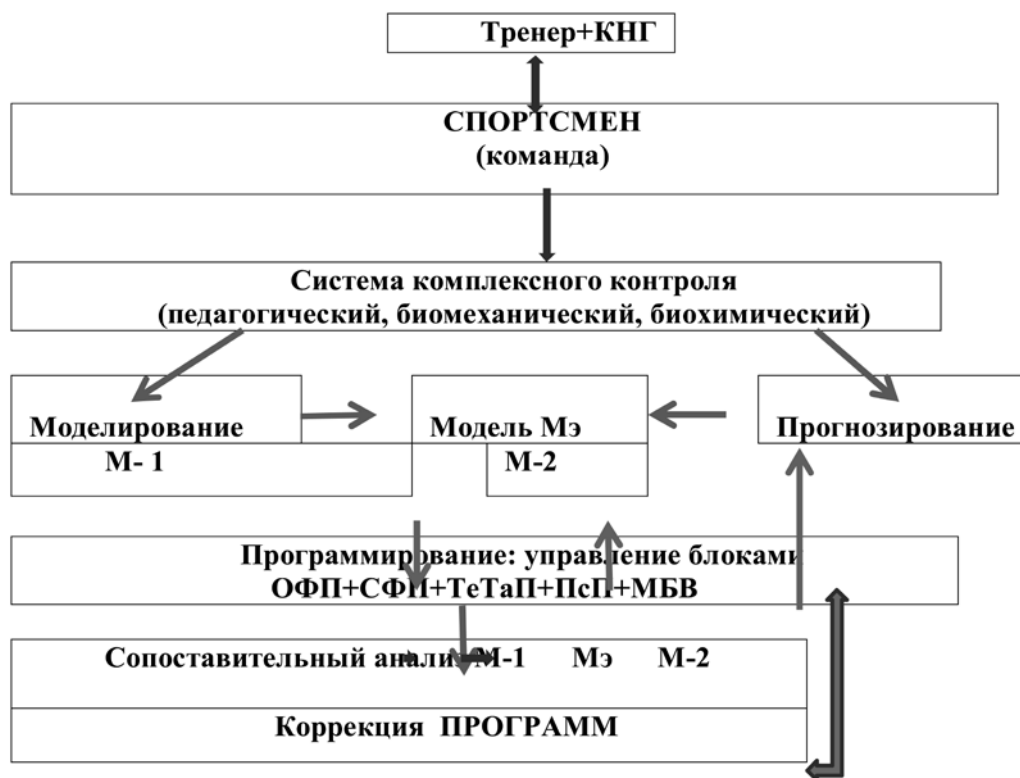 Тренер+КНГ
СПОРТСМЕН
(команда)
Система комплексного контроля
(педагогический, биомеханический, биохимический)
Моделирование
Модель Мэ
Прогнозирование
М- 1
М-2
Программирование: управление блоками
ОФП+СФП+ТеТаП+ПсП+МБВ
Сопоставительный анализ М-1 Мэ М-2
Коррекция ПРОГРАММ